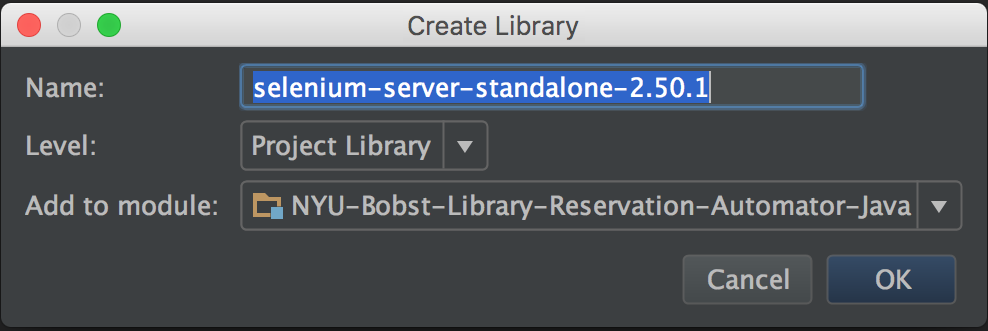 Create Library
Name: selenium-server-standalone-2.50.1
Level: Project Library
Add to module: NYU-Bobst-Library-Reservation-Automator-Java
Cancel OK